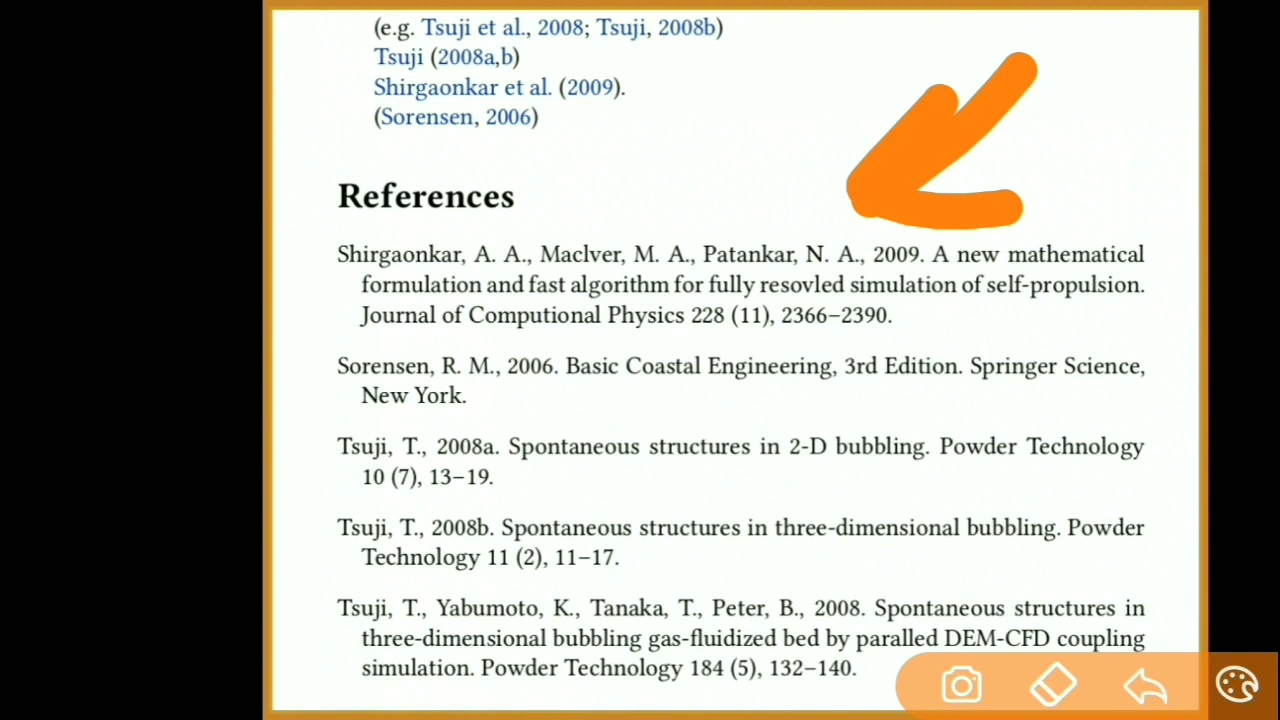 (e.g. Tsuji et al., 2008; Tsuji, 2008b)
Tsuji (2008a,b)
Shirgaonkar et al. (2009).
(Sorensen, 2006)
References
Shirgaonkar, A. A., Maclver, M. A., Patankar, N. A., 2009. A new mathematical
formulation and fast algorithm for fully resovled simulation of self-propulsion.
Journal of Computional Physics 228 (11), 2366–2390.
Sorensen, R. M., 2006. Basic Coastal Engineering, 3rd Edition. Springer Science,
New York.
Tsuji, T., 2008a. Spontaneous structures in 2-D bubbling. Powder Technology
10 (7), 13–19.
Tsuji, T., 2008b. Spontaneous structures in three-dimensional bubbling. Powder
Technology 11 (2), 11–17.
Tsuji, T., Yabumoto, K., Tanaka, T., Peter, B., 2008. Spontaneous structures in
three-dimensional bubbling gas-fluidized bed by paralled DEM-CFD coupling
simulation. Powder Technology 184 (5), 132–140.